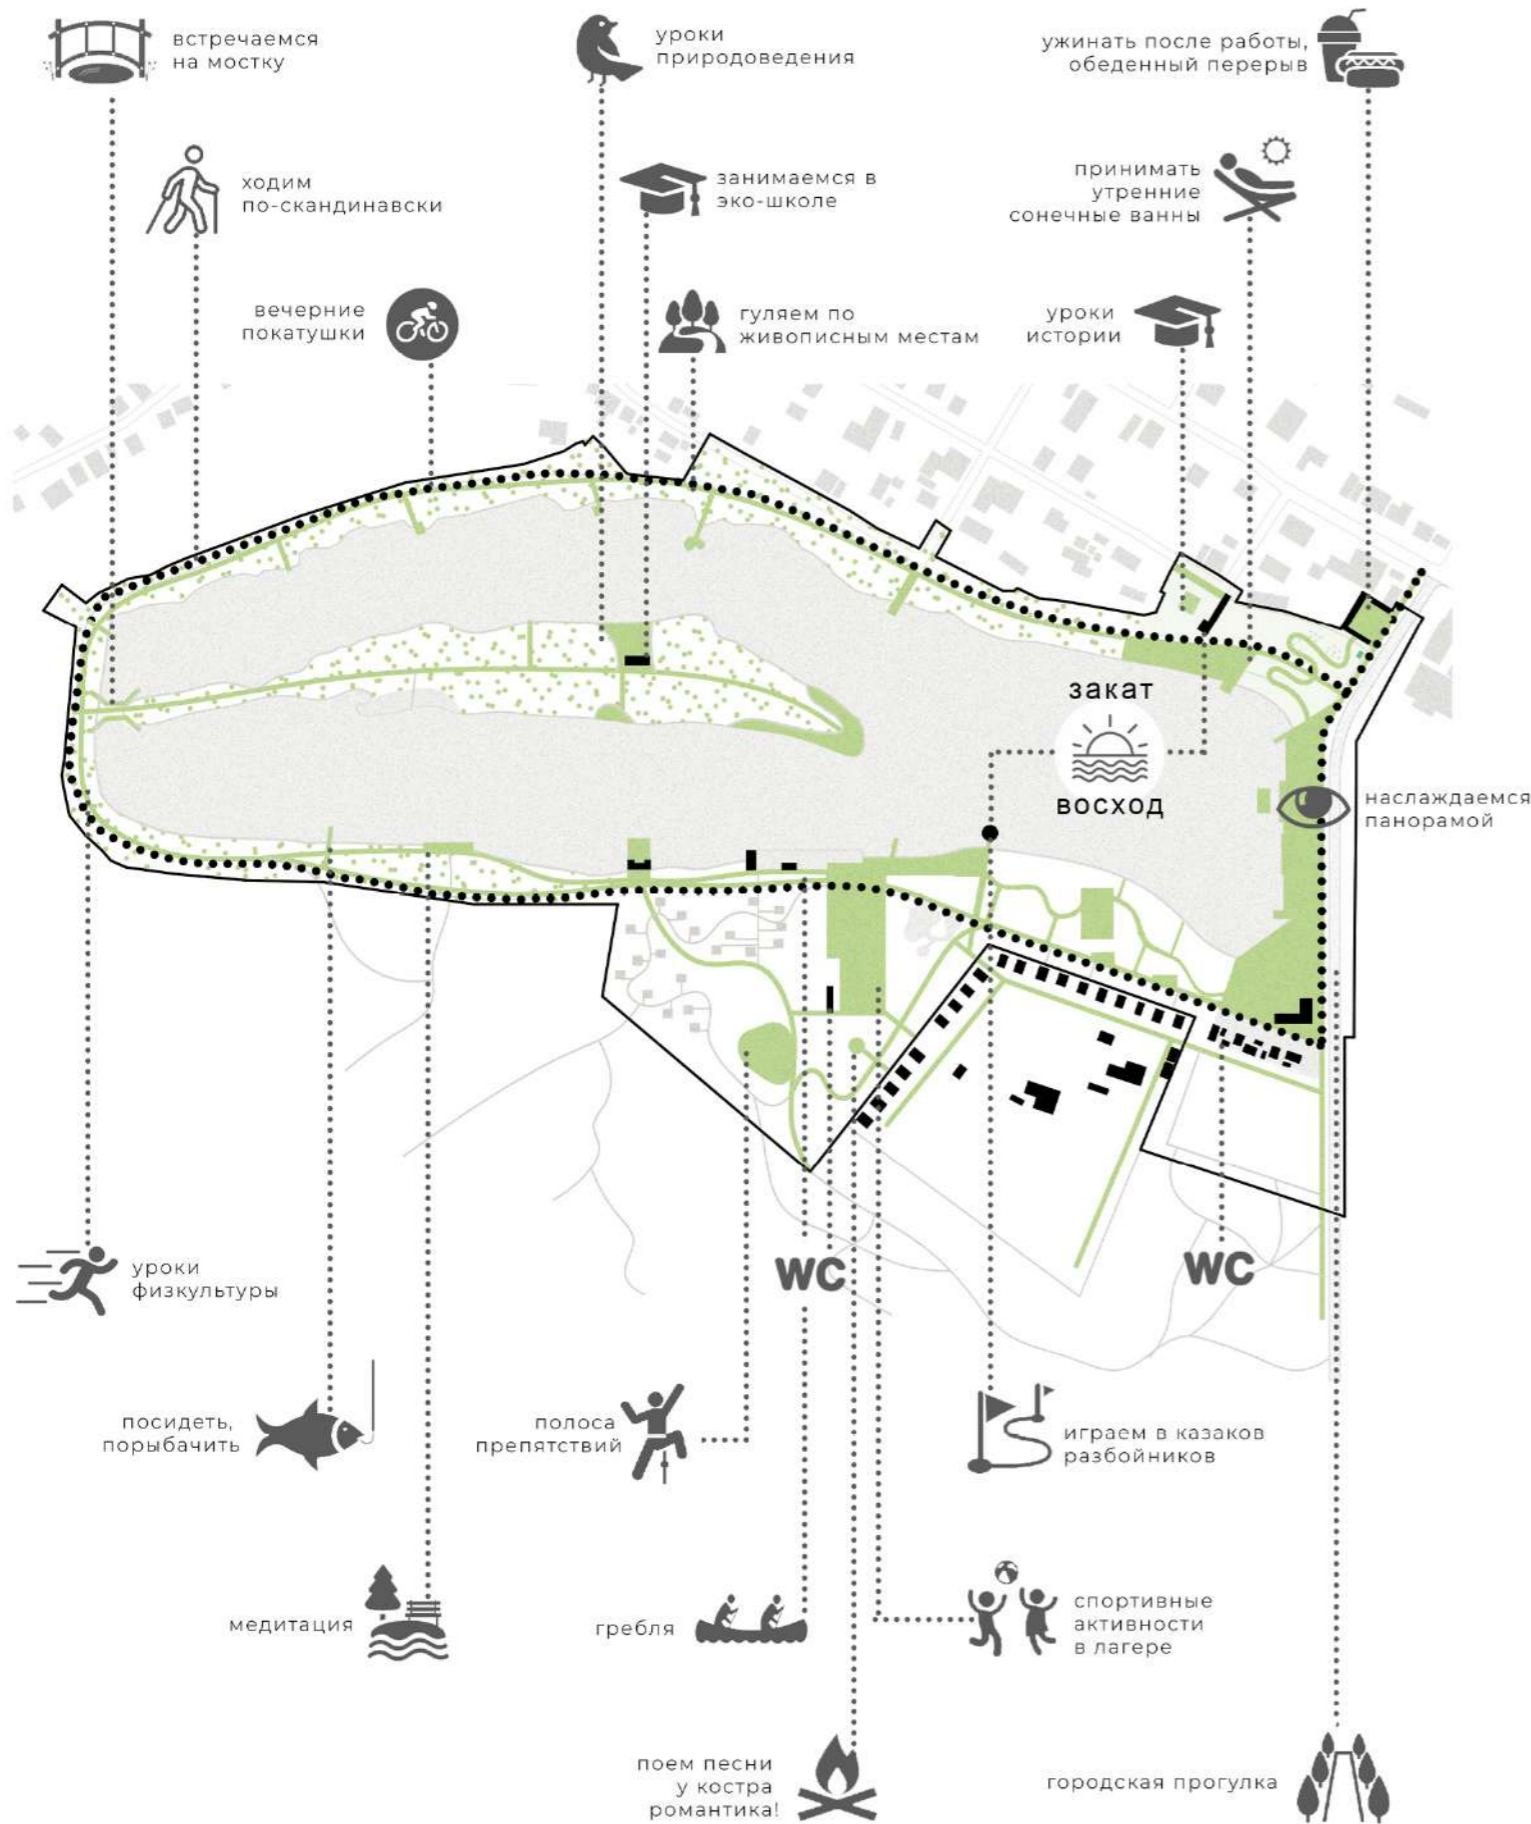 встречаемся
на мостку
уроки
природоведения
ужинать после работы,
обеденный перерыв
ходим
по-скандинавски
занимаемся в
эко-школе
принимать
утренние
сонечные ванны
вечерние
покатушки
гуляем по
живописным местам
уроки
истории
закат
восход
наслаждаемся
панорамой
WC
WC
уроки
физкультуры
посидеть,
порыбачить
полоса
препятствий
играем в казаков
разбойников
медитация
гребля
спортивные
активности
в лагере
поем песни
у костра
романтика!
городская прогулка